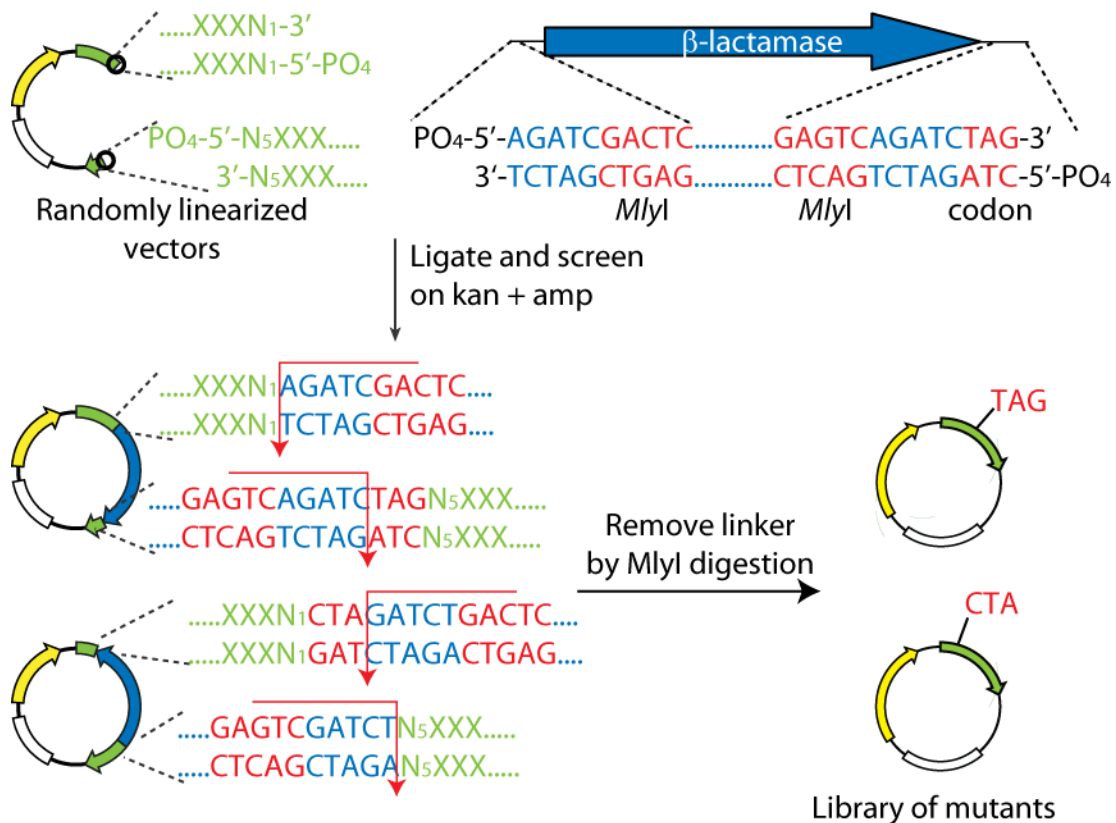 .....XXXN₁-3′
.....XXXN₁-5′-PO₄
PO₄-5′-N₅XXX.....
3′-N₅XXX.....
Randomly linearized
vectors
β-lactamase
PO₄-5′-AGATCGACTC...........GAGTCAGATCTAG-3′
3′-TCTAGCTGAG...........CTCAGTCTAGATC-5′-PO₄
MlyI MlyI codon
Ligate and screen
on kan + amp
.....XXXN₁AGATCGACTC....
.....XXXN₁TCTAGCTGAG....
.....GAGTCAGATCTAGN₅XXX.....
.....CTCAGTCTAGATCN₅XXX.....
.....XXXN₁CTAGATCTGACTC....
.....XXXN₁GATCTAGACTGAG....
.....GAGTCGATCTN₅XXX.....
.....CTCAGCTAGAN₅XXX.....
Remove linker
by MlyI digestion
TAG
CTA
Library of mutants